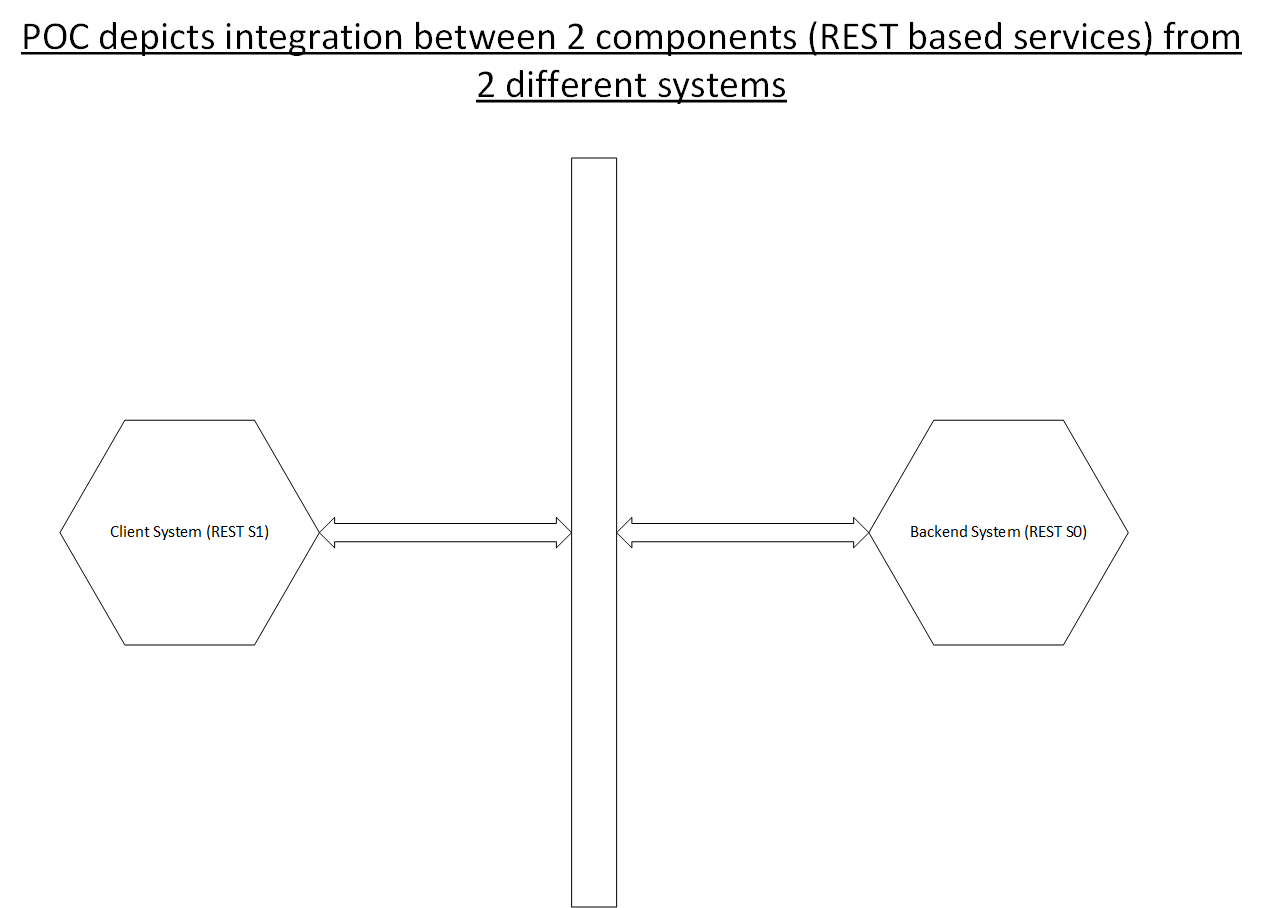 POC depicts integration between 2 components (REST based services) from
2 different systems
Client System (REST S1)
Backend System (REST S0)